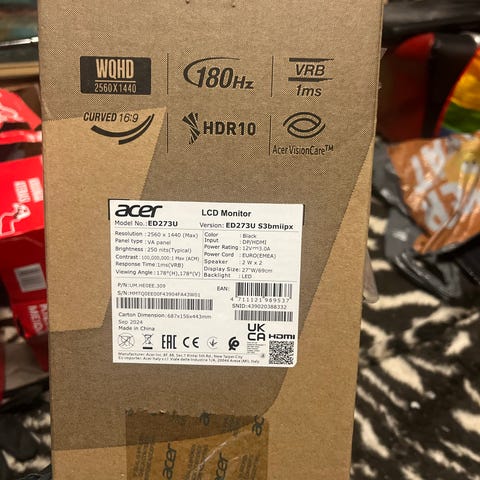 WQHD
2560X1440
180Hz
VRB
1ms
CURVED 16:9
HDR10
Acer VisionCare™
acer
LCD Monitor
Model No.: ED273U
Version: ED273U S3bmiipx
Resolution : 2560 x 1440 (Max)
Panel type : VA panel
Brightness : 250 nits(Typical)
Contrast : 100,000,000:1 Max (ACM)
Response Time: 1ms(VRB)
Viewing Angle: 178°(H),178°(V)
Color : Black
Input : DP/HDMI
Power Rating : 12V⎓3.0A
Power Cord : EURO(EMEA)
Speaker : 2 W x 2
Display Size: 27"W/69cm
Backlight : LED
P/N:UM.HE0EE.309
S/N:
EAN:
4 711121 989537
SNID:439020388332
Carton Dimension: 687x156x443mm
Sep 2024
Made in China
EAC
CE
UK
CA
HDMI
acer